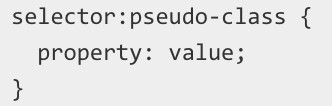 selector:pseudo-class {
  property: value;
}